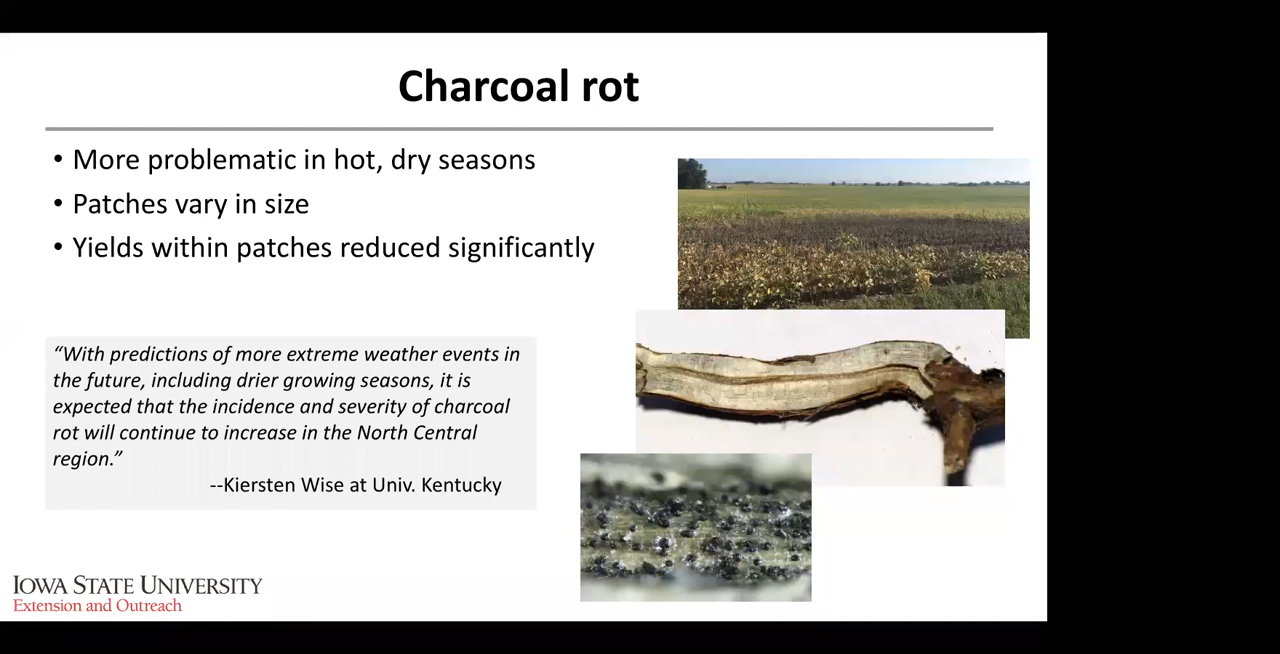 Charcoal rot
• More problematic in hot, dry seasons
• Patches vary in size
• Yields within patches reduced significantly
“With predictions of more extreme weather events in
the future, including drier growing seasons, it is
expected that the incidence and severity of charcoal
rot will continue to increase in the North Central
region.”
--Kiersten Wise at Univ. Kentucky
IOWA STATE UNIVERSITY
Extension and Outreach